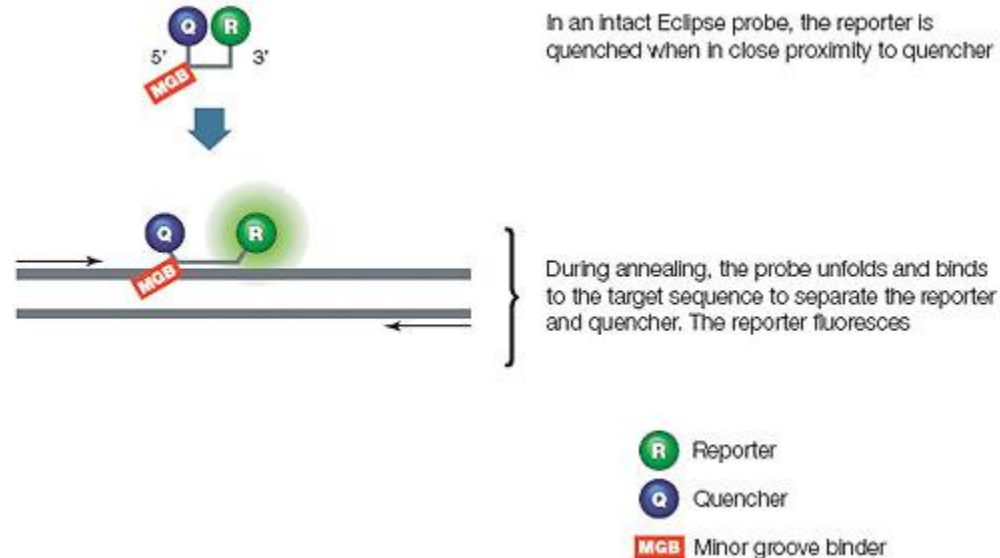 Q R
5' 3'
MGB
In an intact Eclipse probe, the reporter is
quenched when in close proximity to quencher
Q R
MGB
During annealing, the probe unfolds and binds
to the target sequence to separate the reporter
and quencher. The reporter fluoresces
R Reporter
Q Quencher
MGB Minor groove binder